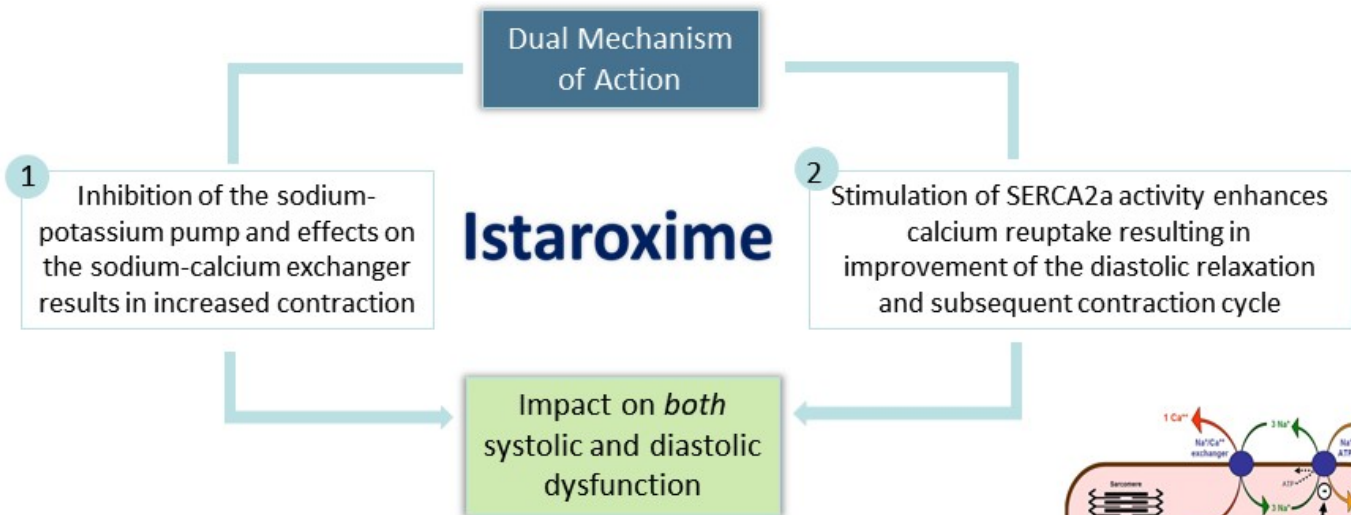 Dual Mechanism
of Action
1
Inhibition of the sodium-
potassium pump and effects on
the sodium-calcium exchanger
results in increased contraction
Istaroxime
2
Stimulation of SERCA2a activity enhances
calcium reuptake resulting in
improvement of the diastolic relaxation
and subsequent contraction cycle
Impact on both
systolic and diastolic
dysfunction
1 Ca⁺⁺
3 Na⁺
Na⁺/Ca⁺⁺
exchanger
ATP
Sarcomere
3 Na⁺